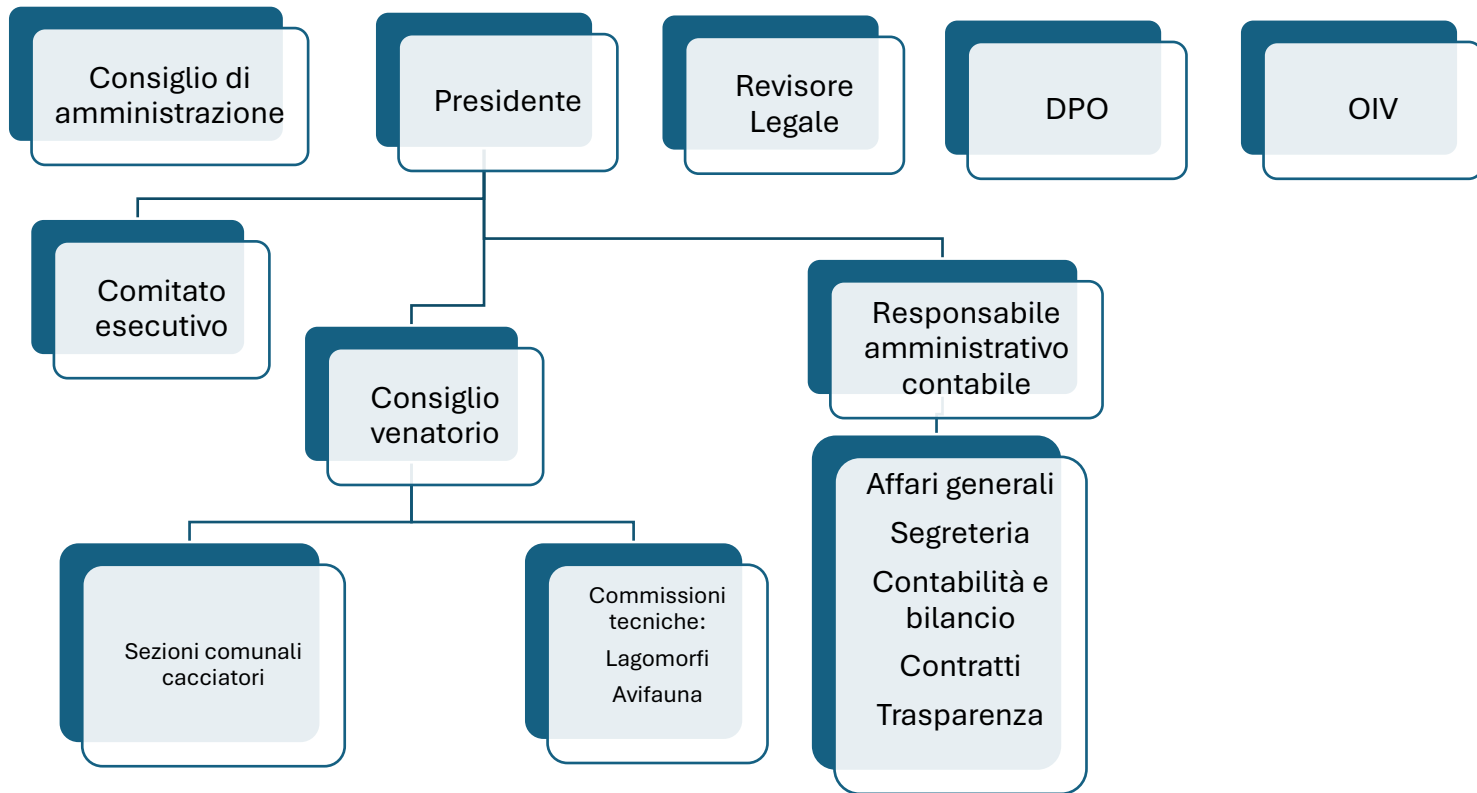 Consiglio di
amministrazione
Presidente
Revisore
Legale
DPO
OIV
Comitato
esecutivo
Consiglio
venatorio
Responsabile
amministrativo
contabile
Sezioni comunali
cacciatori
Commissioni
tecniche:
Lagomorfi
Avifauna
Affari generali
Segreteria
Contabilità e
bilancio
Contratti
Trasparenza